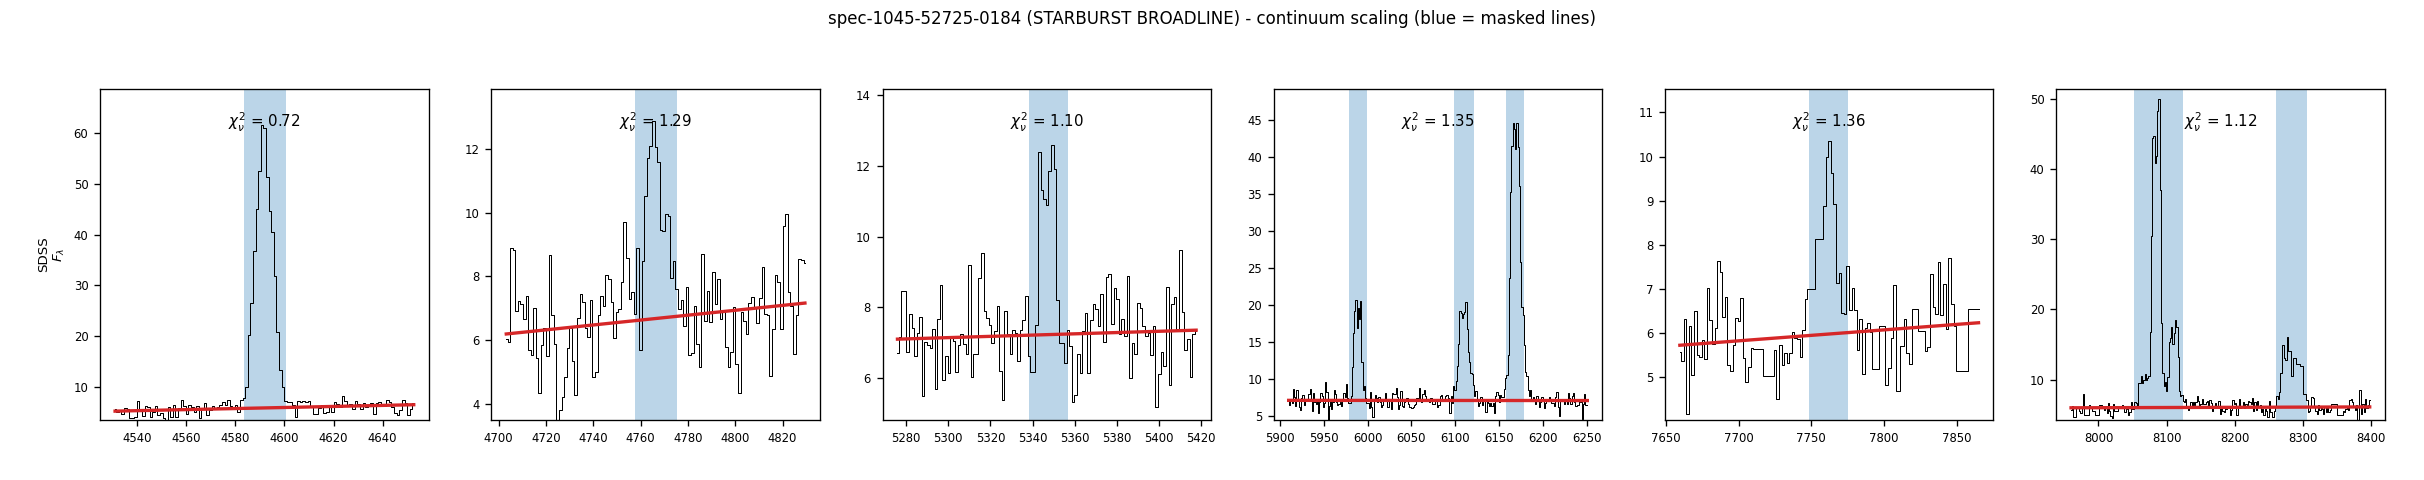 spec-1045-52725-0184 (STARBURST BROADLINE) - continuum scaling (blue = masked lines)
SDSS
F_λ
χ²_ν = 0.72
60
50
40
30
20
10
4540 4560 4580 4600 4620 4640
χ²_ν = 1.29
12
10
8
6
4
4700 4720 4740 4760 4780 4800 4820
χ²_ν = 1.10
14
12
10
8
6
5280 5300 5320 5340 5360 5380 5400 5420
χ²_ν = 1.35
45
40
35
30
25
20
15
10
5
5900 5950 6000 6050 6100 6150 6200 6250
χ²_ν = 1.36
11
10
9
8
7
6
5
7650 7700 7750 7800 7850
χ²_ν = 1.12
50
40
30
20
10
8000 8100 8200 8300 8400